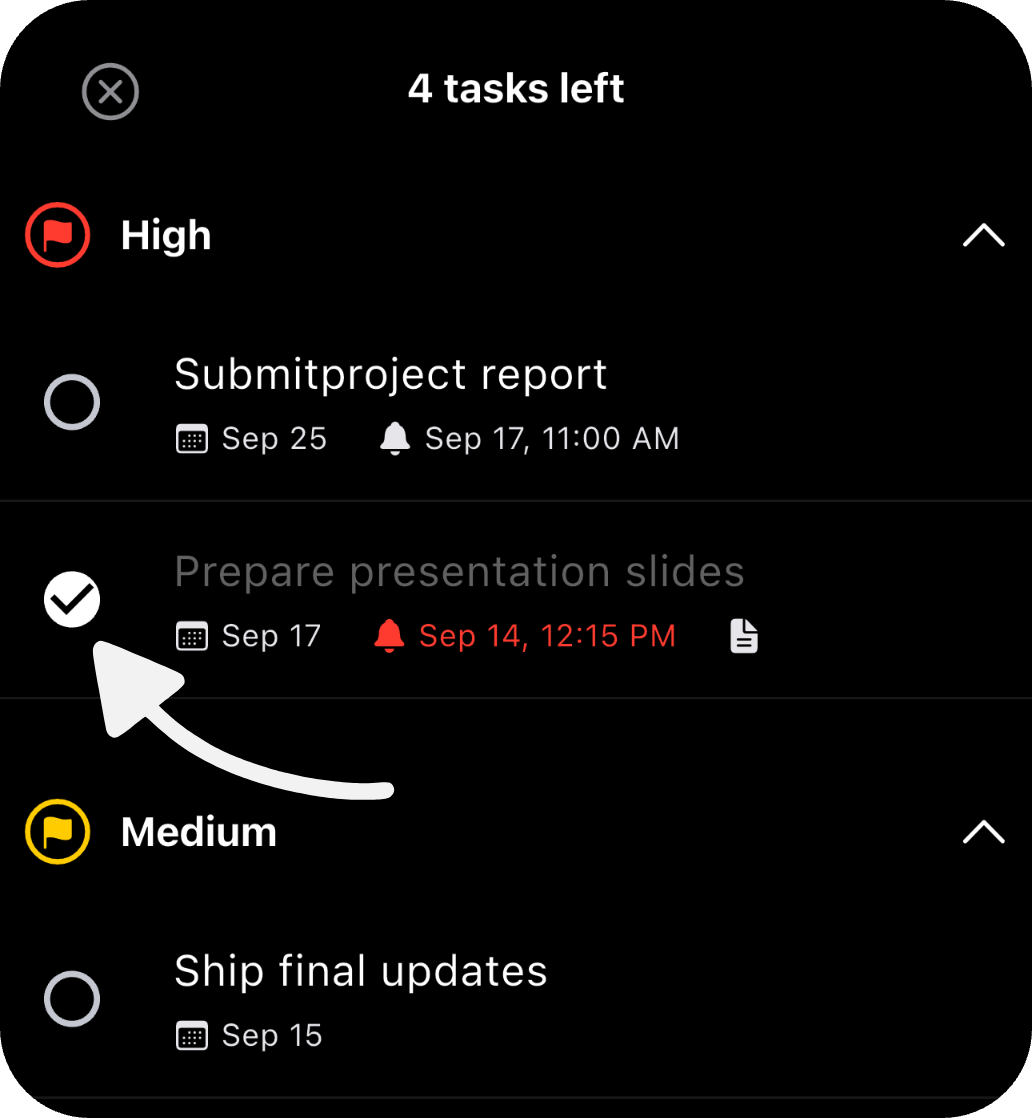 4 tasks left
High
Submitproject report
Sep 25 Sep 17, 11:00 AM
Prepare presentation slides
Sep 17 Sep 14, 12:15 PM
Medium
Ship final updates
Sep 15